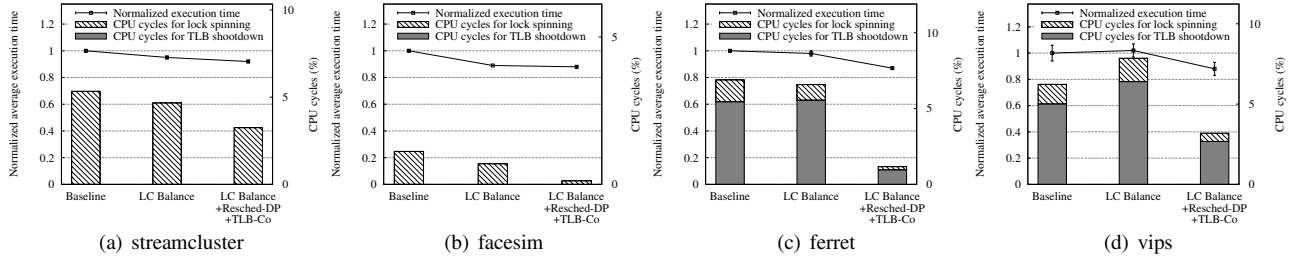 Normalized average execution time
1.2
1
0.8
0.6
0.4
0.2
0
Normalized execution time
CPU cycles for lock spinning
CPU cycles for TLB shootdown
10
5
0
CPU cycles (%)
Baseline
LC Balance
LC Balance
+Resched-DP
+TLB-Co
(a) streamcluster
Normalized average execution time
1.2
1
0.8
0.6
0.4
0.2
0
Normalized execution time
CPU cycles for lock spinning
CPU cycles for TLB shootdown
5
0
CPU cycles (%)
Baseline
LC Balance
LC Balance
+Resched-DP
+TLB-Co
(b) facesim
Normalized average execution time
1.2
1
0.8
0.6
0.4
0.2
0
Normalized execution time
CPU cycles for lock spinning
CPU cycles for TLB shootdown
10
5
0
CPU cycles (%)
Baseline
LC Balance
LC Balance
+Resched-DP
+TLB-Co
(c) ferret
Normalized average execution time
1.2
1
0.8
0.6
0.4
0.2
0
Normalized execution time
CPU cycles for lock spinning
CPU cycles for TLB shootdown
10
5
0
CPU cycles (%)
Baseline
LC Balance
LC Balance
+Resched-DP
+TLB-Co
(d) vips